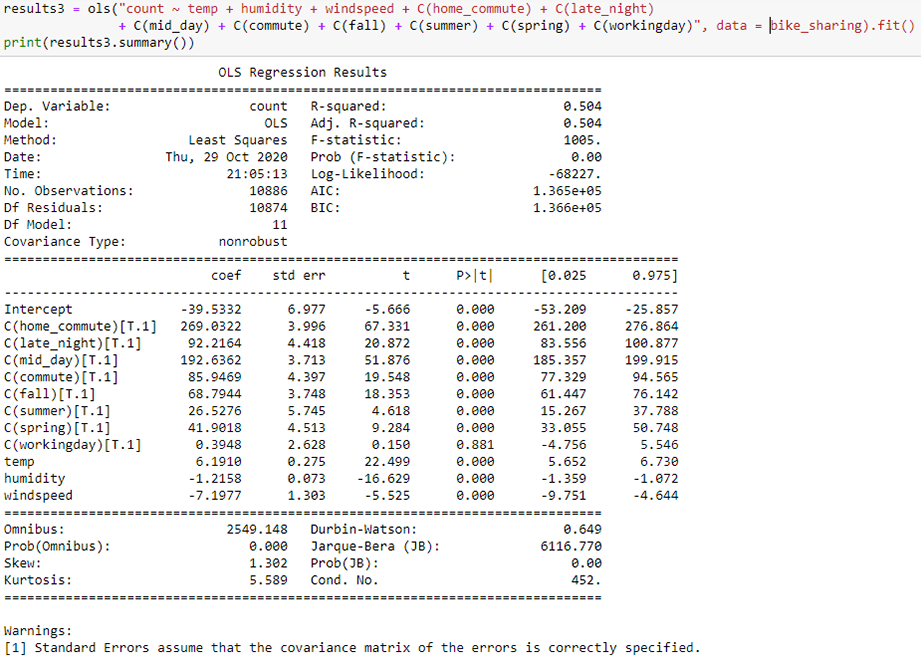 results3 = ols("count ~ temp + humidity + windspeed + C(home_commute) + C(late_night)
+ C(mid_day) + C(commute) + C(fall) + C(summer) + C(spring) + C(workingday)", data = bike_sharing).fit()
print(results3.summary())
OLS Regression Results
==============================================================================
Dep. Variable: count R-squared: 0.504
Model: OLS Adj. R-squared: 0.504
Method: Least Squares F-statistic: 1005.
Date: Thu, 29 Oct 2020 Prob (F-statistic): 0.00
Time: 21:05:13 Log-Likelihood: -68227.
No. Observations: 10886 AIC: 1.365e+05
Df Residuals: 10874 BIC: 1.366e+05
Df Model: 11
Covariance Type: nonrobust
========================================================================================
coef std err t P>|t| [0.025 0.975]
----------------------------------------------------------------------------------------
Intercept -39.5332 6.977 -5.666 0.000 -53.209 -25.857
C(home_commute)[T.1] 269.0322 3.996 67.331 0.000 261.200 276.864
C(late_night)[T.1] 92.2164 4.418 20.872 0.000 83.556 100.877
C(mid_day)[T.1] 192.6362 3.713 51.876 0.000 185.357 199.915
C(commute)[T.1] 85.9469 4.397 19.548 0.000 77.329 94.565
C(fall)[T.1] 68.7944 3.748 18.353 0.000 61.447 76.142
C(summer)[T.1] 26.5276 5.745 4.618 0.000 15.267 37.788
C(spring)[T.1] 41.9018 4.513 9.284 0.000 33.055 50.748
C(workingday)[T.1] 0.3948 2.628 0.150 0.881 -4.756 5.546
temp 6.1910 0.275 22.499 0.000 5.652 6.730
humidity -1.2158 0.073 -16.629 0.000 -1.359 -1.072
windspeed -7.1977 1.303 -5.525 0.000 -9.751 -4.644
==============================================================================
Omnibus: 2549.148 Durbin-Watson: 0.649
Prob(Omnibus): 0.000 Jarque-Bera (JB): 6116.770
Skew: 1.302 Prob(JB): 0.00
Kurtosis: 5.589 Cond. No. 452.
==============================================================================
Warnings:
[1] Standard Errors assume that the covariance matrix of the errors is correctly specified.